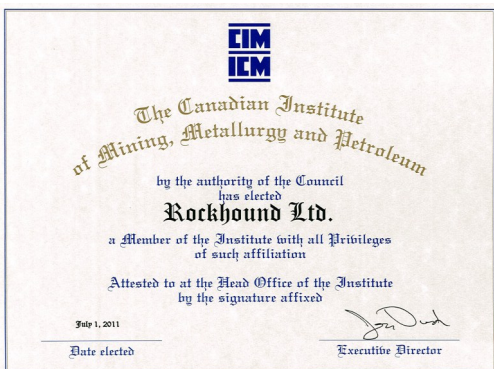 CIM
ICM
The Canadian Institute
of Mining, Metallurgy and Petroleum
by the authority of the Council
has elected
Rockhound Ltd.
a Member of the Institute with all Privileges
of such affiliation
Attested to at the Head Office of the Institute
by the signature affixed
July 1, 2011
Date elected
Executive Director